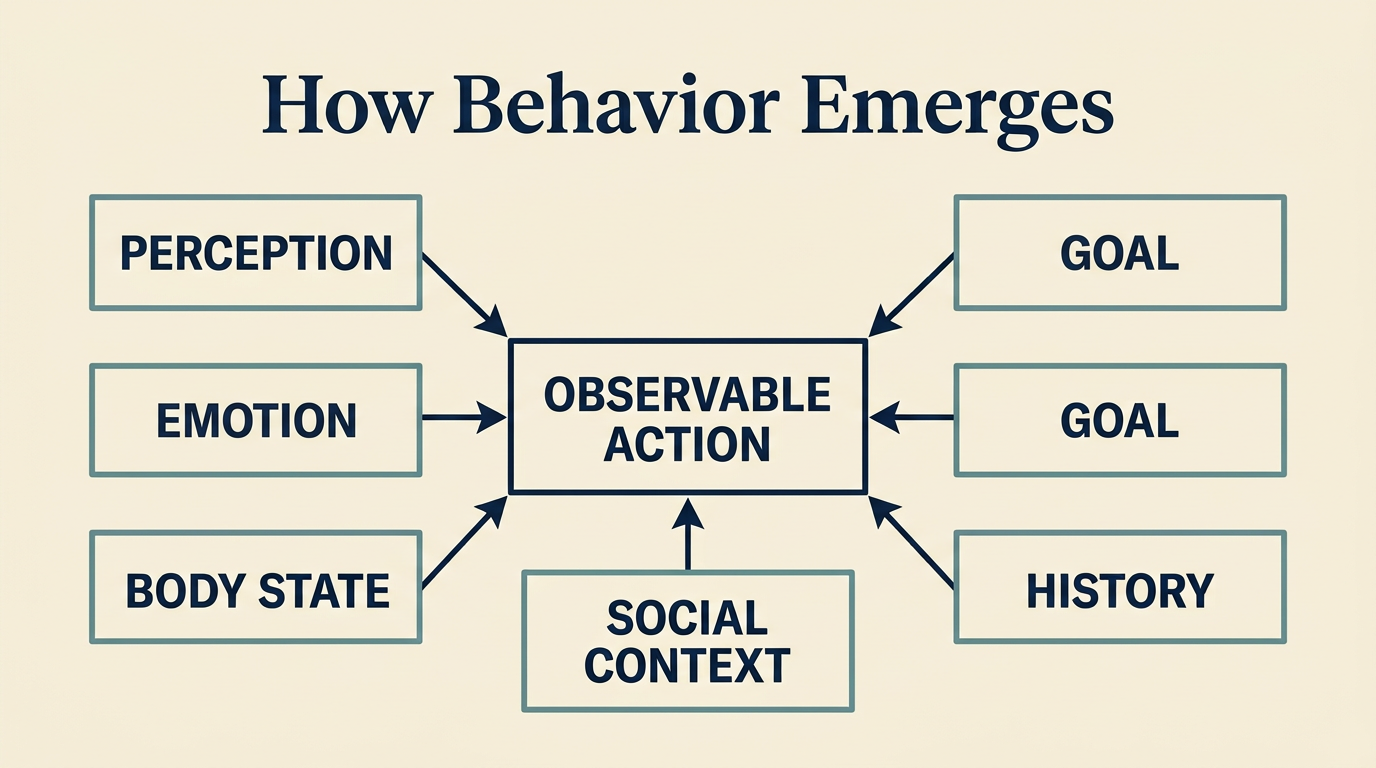 How Behavior Emerges
PERCEPTION
GOAL
EMOTION
OBSERVABLE
ACTION
GOAL
BODY STATE
SOCIAL
CONTEXT
HISTORY